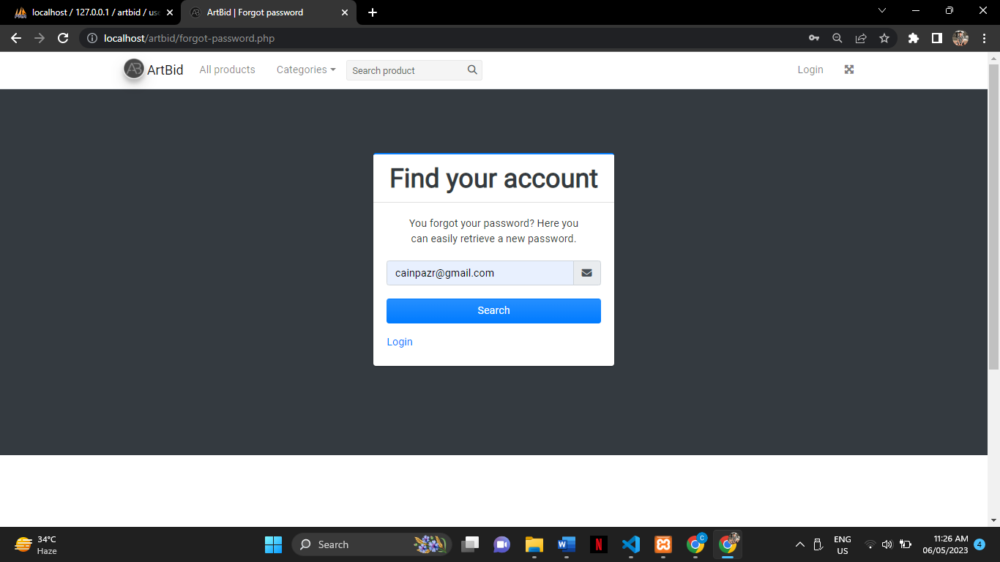 localhost / 127.0.0.1 / artbid / use
ArtBid | Forgot password
localhost/artbid/forgot-password.php
AB ArtBid All products Categories Search product Login
Find your account
You forgot your password? Here you
can easily retrieve a new password.
cainpazr@gmail.com
Search
Login
34°C
Haze
Search
W
N
C
ENG
US
11:26 AM
06/05/2023
4